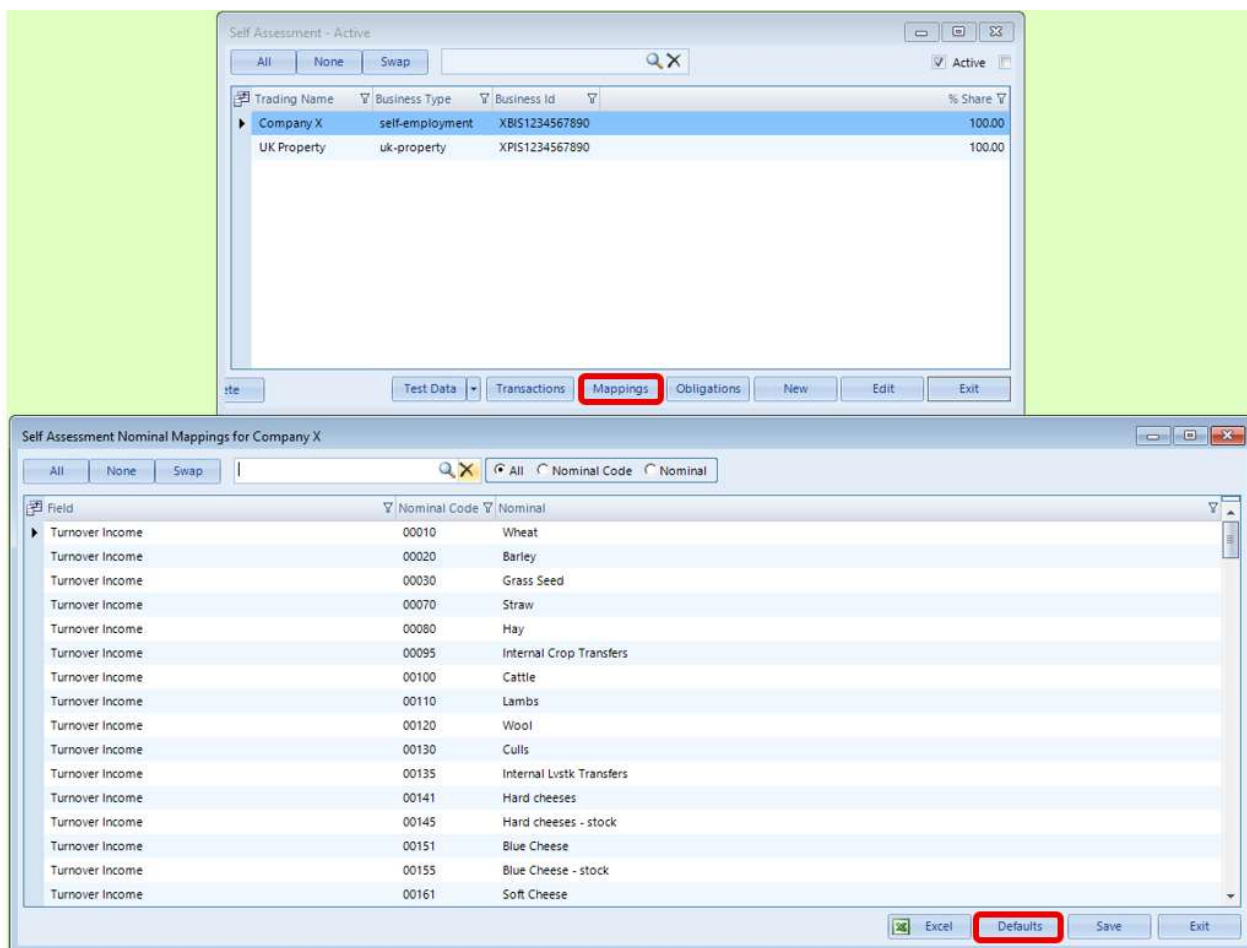 Self Assessment - Active
All None Swap Active
Trading Name Business Type Business Id % Share
Company X self-employment XBIS1234567890 100.00
UK Property uk-property XPIS1234567890 100.00
ete Test Data Transactions Mappings Obligations New Edit Exit
Self Assessment Nominal Mappings for Company X
All None Swap All Nominal Code Nominal
Field Nominal Code Nominal
Turnover Income 00010 Wheat
Turnover Income 00020 Barley
Turnover Income 00030 Grass Seed
Turnover Income 00070 Straw
Turnover Income 00080 Hay
Turnover Income 00095 Internal Crop Transfers
Turnover Income 00100 Cattle
Turnover Income 00110 Lambs
Turnover Income 00120 Wool
Turnover Income 00130 Culls
Turnover Income 00135 Internal Lvstk Transfers
Turnover Income 00141 Hard cheeses
Turnover Income 00145 Hard cheeses - stock
Turnover Income 00151 Blue Cheese
Turnover Income 00155 Blue Cheese - stock
Turnover Income 00161 Soft Cheese
Excel Defaults Save Exit